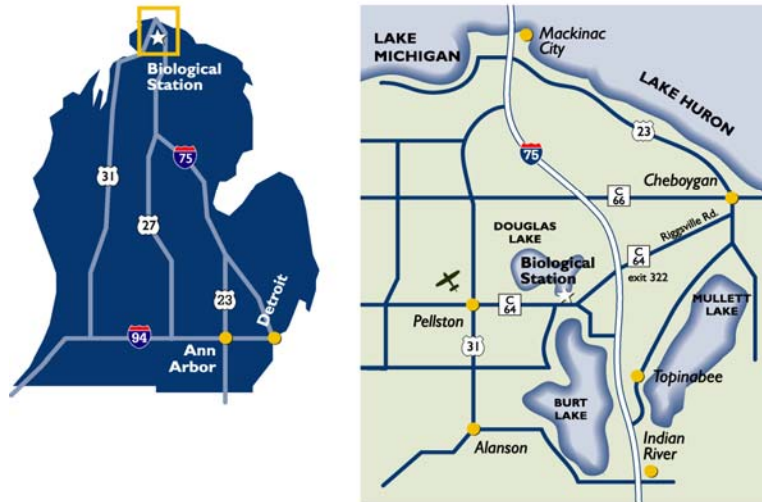 Biological
Station
75
31
27
23
Detroit
94
Ann
Arbor
LAKE
MICHIGAN
Mackinac
City
LAKE HURON
23
75
Cheboygan
C
66
DOUGLAS
LAKE
Riggsville Rd.
C
64
Biological
Station
exit 322
MULLETT
LAKE
C
64
Pellston
31
Topinabee
BURT
LAKE
Alanson
Indian
River